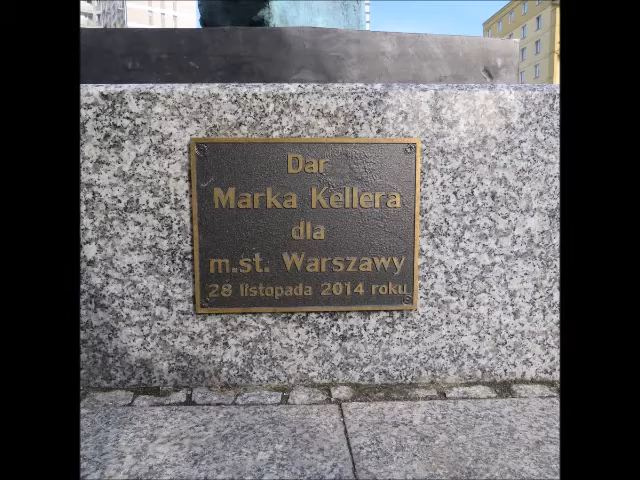 Dar
Marka Kellera
dla
m.st. Warszawy
28 listopada 2014 roku